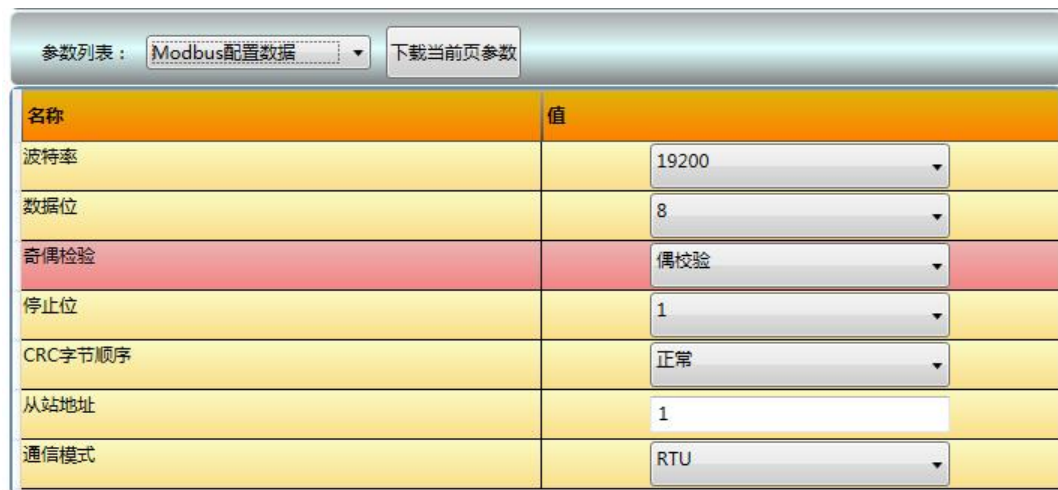 参数列表： Modbus配置数据 下载当前页参数
名称 值
波特率 19200
数据位 8
奇偶检验 偶校验
停止位 1
CRC字节顺序 正常
从站地址 1
通信模式 RTU